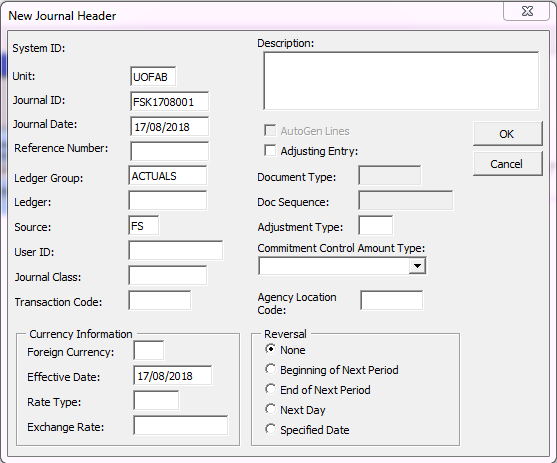 New Journal Header
System ID:
Unit: UOFAB
Journal ID: FSK1708001
Journal Date: 17/08/2018
Reference Number:
Ledger Group: ACTUALS
Ledger:
Source: FS
User ID:
Journal Class:
Transaction Code:
Description:
AutoGen Lines
Adjusting Entry:
Document Type:
Doc Sequence:
Adjustment Type:
Commitment Control Amount Type:
Agency Location
Code:
OK
Cancel
Currency Information
Foreign Currency:
Effective Date: 17/08/2018
Rate Type:
Exchange Rate:
Reversal
None
Beginning of Next Period
End of Next Period
Next Day
Specified Date